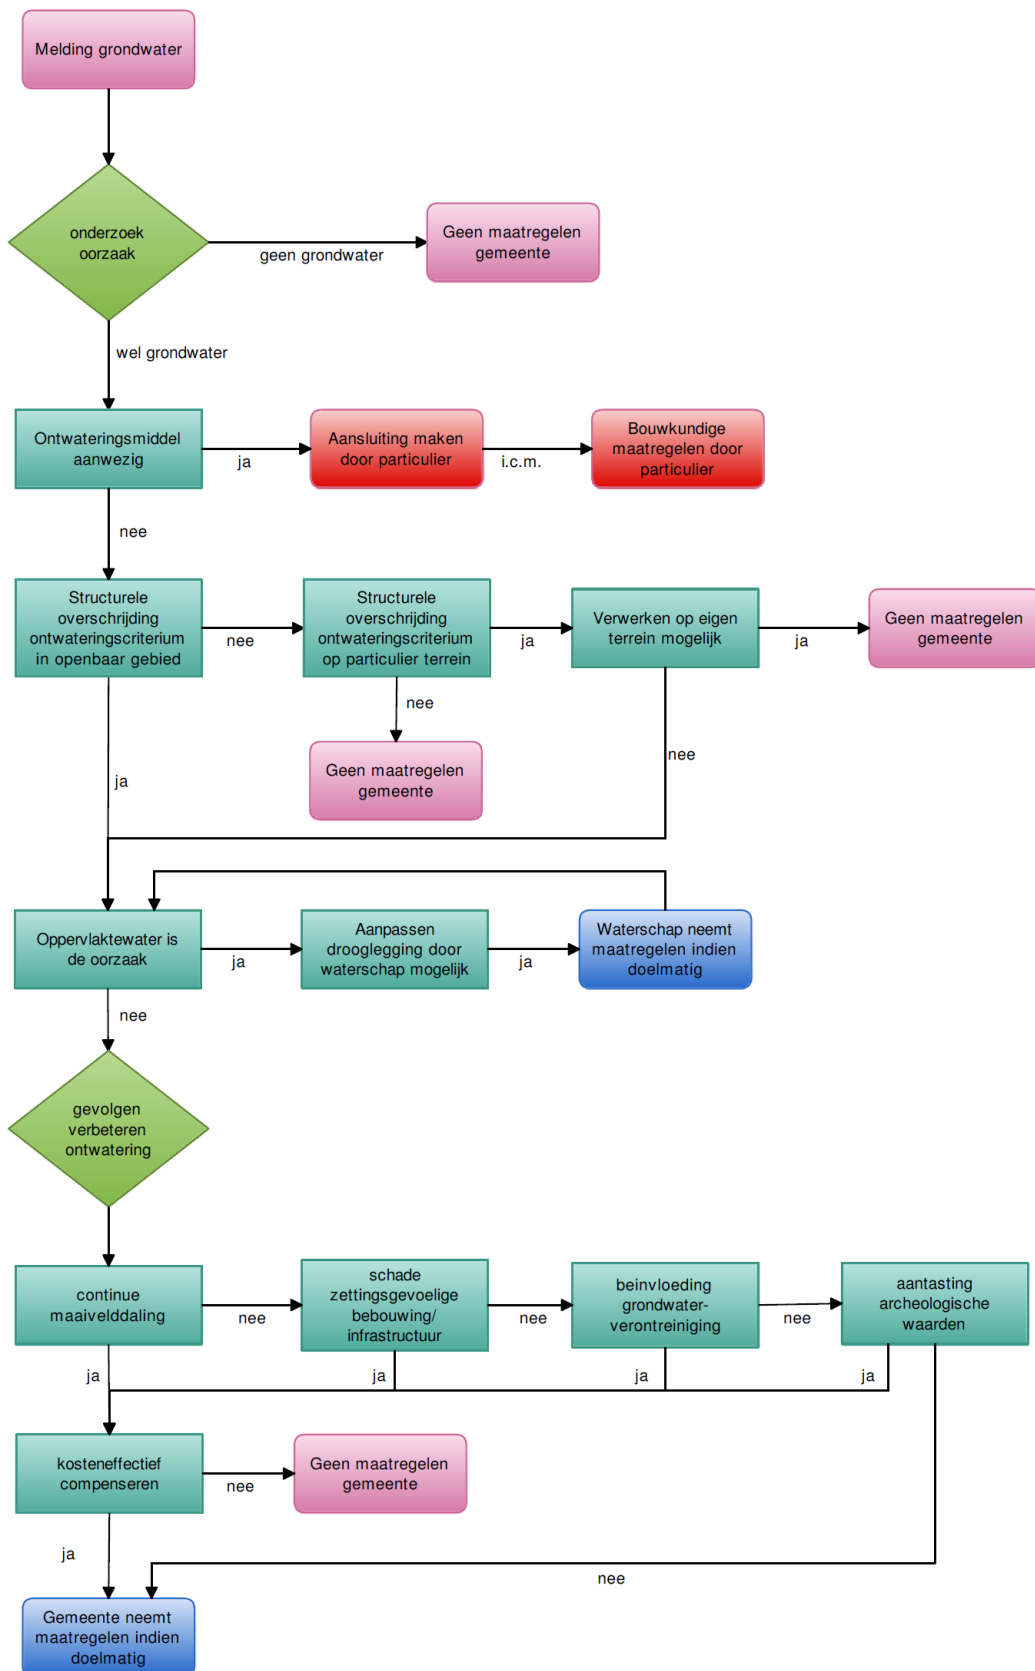 Melding grondwater
onderzoek
oorzaak
geen grondwater
Geen maatregelen
gemeente
wel grondwater
Ontwateringsmiddel
aanwezig
ja
Aansluiting maken
door particulier
i.c.m.
Bouwkundige
maatregelen door
particulier
nee
Structurele
overschrijding
ontwateringscriterium
in openbaar gebied
nee
Structurele
overschrijding
ontwateringscriterium
op particulier terrein
ja
Verwerken op eigen
terrein mogelijk
ja
Geen maatregelen
gemeente
nee
Geen maatregelen
gemeente
nee
ja
Oppervlaktewater is
de oorzaak
ja
Aanpassen
drooglegging door
waterschap mogelijk
ja
Waterschap neemt
maatregelen indien
doelmatig
nee
gevolgen
verbeteren
ontwatering
continue
maaivelddaling
nee
schade
zettingsgevoelige
bebouwing/
infrastructuur
nee
beinvloeding
grondwater-
verontreiniging
nee
aantasting
archeologische
waarden
ja
ja
ja
ja
kosteneffectief
compenseren
nee
Geen maatregelen
gemeente
ja
nee
Gemeente neemt
maatregelen indien
doelmatig